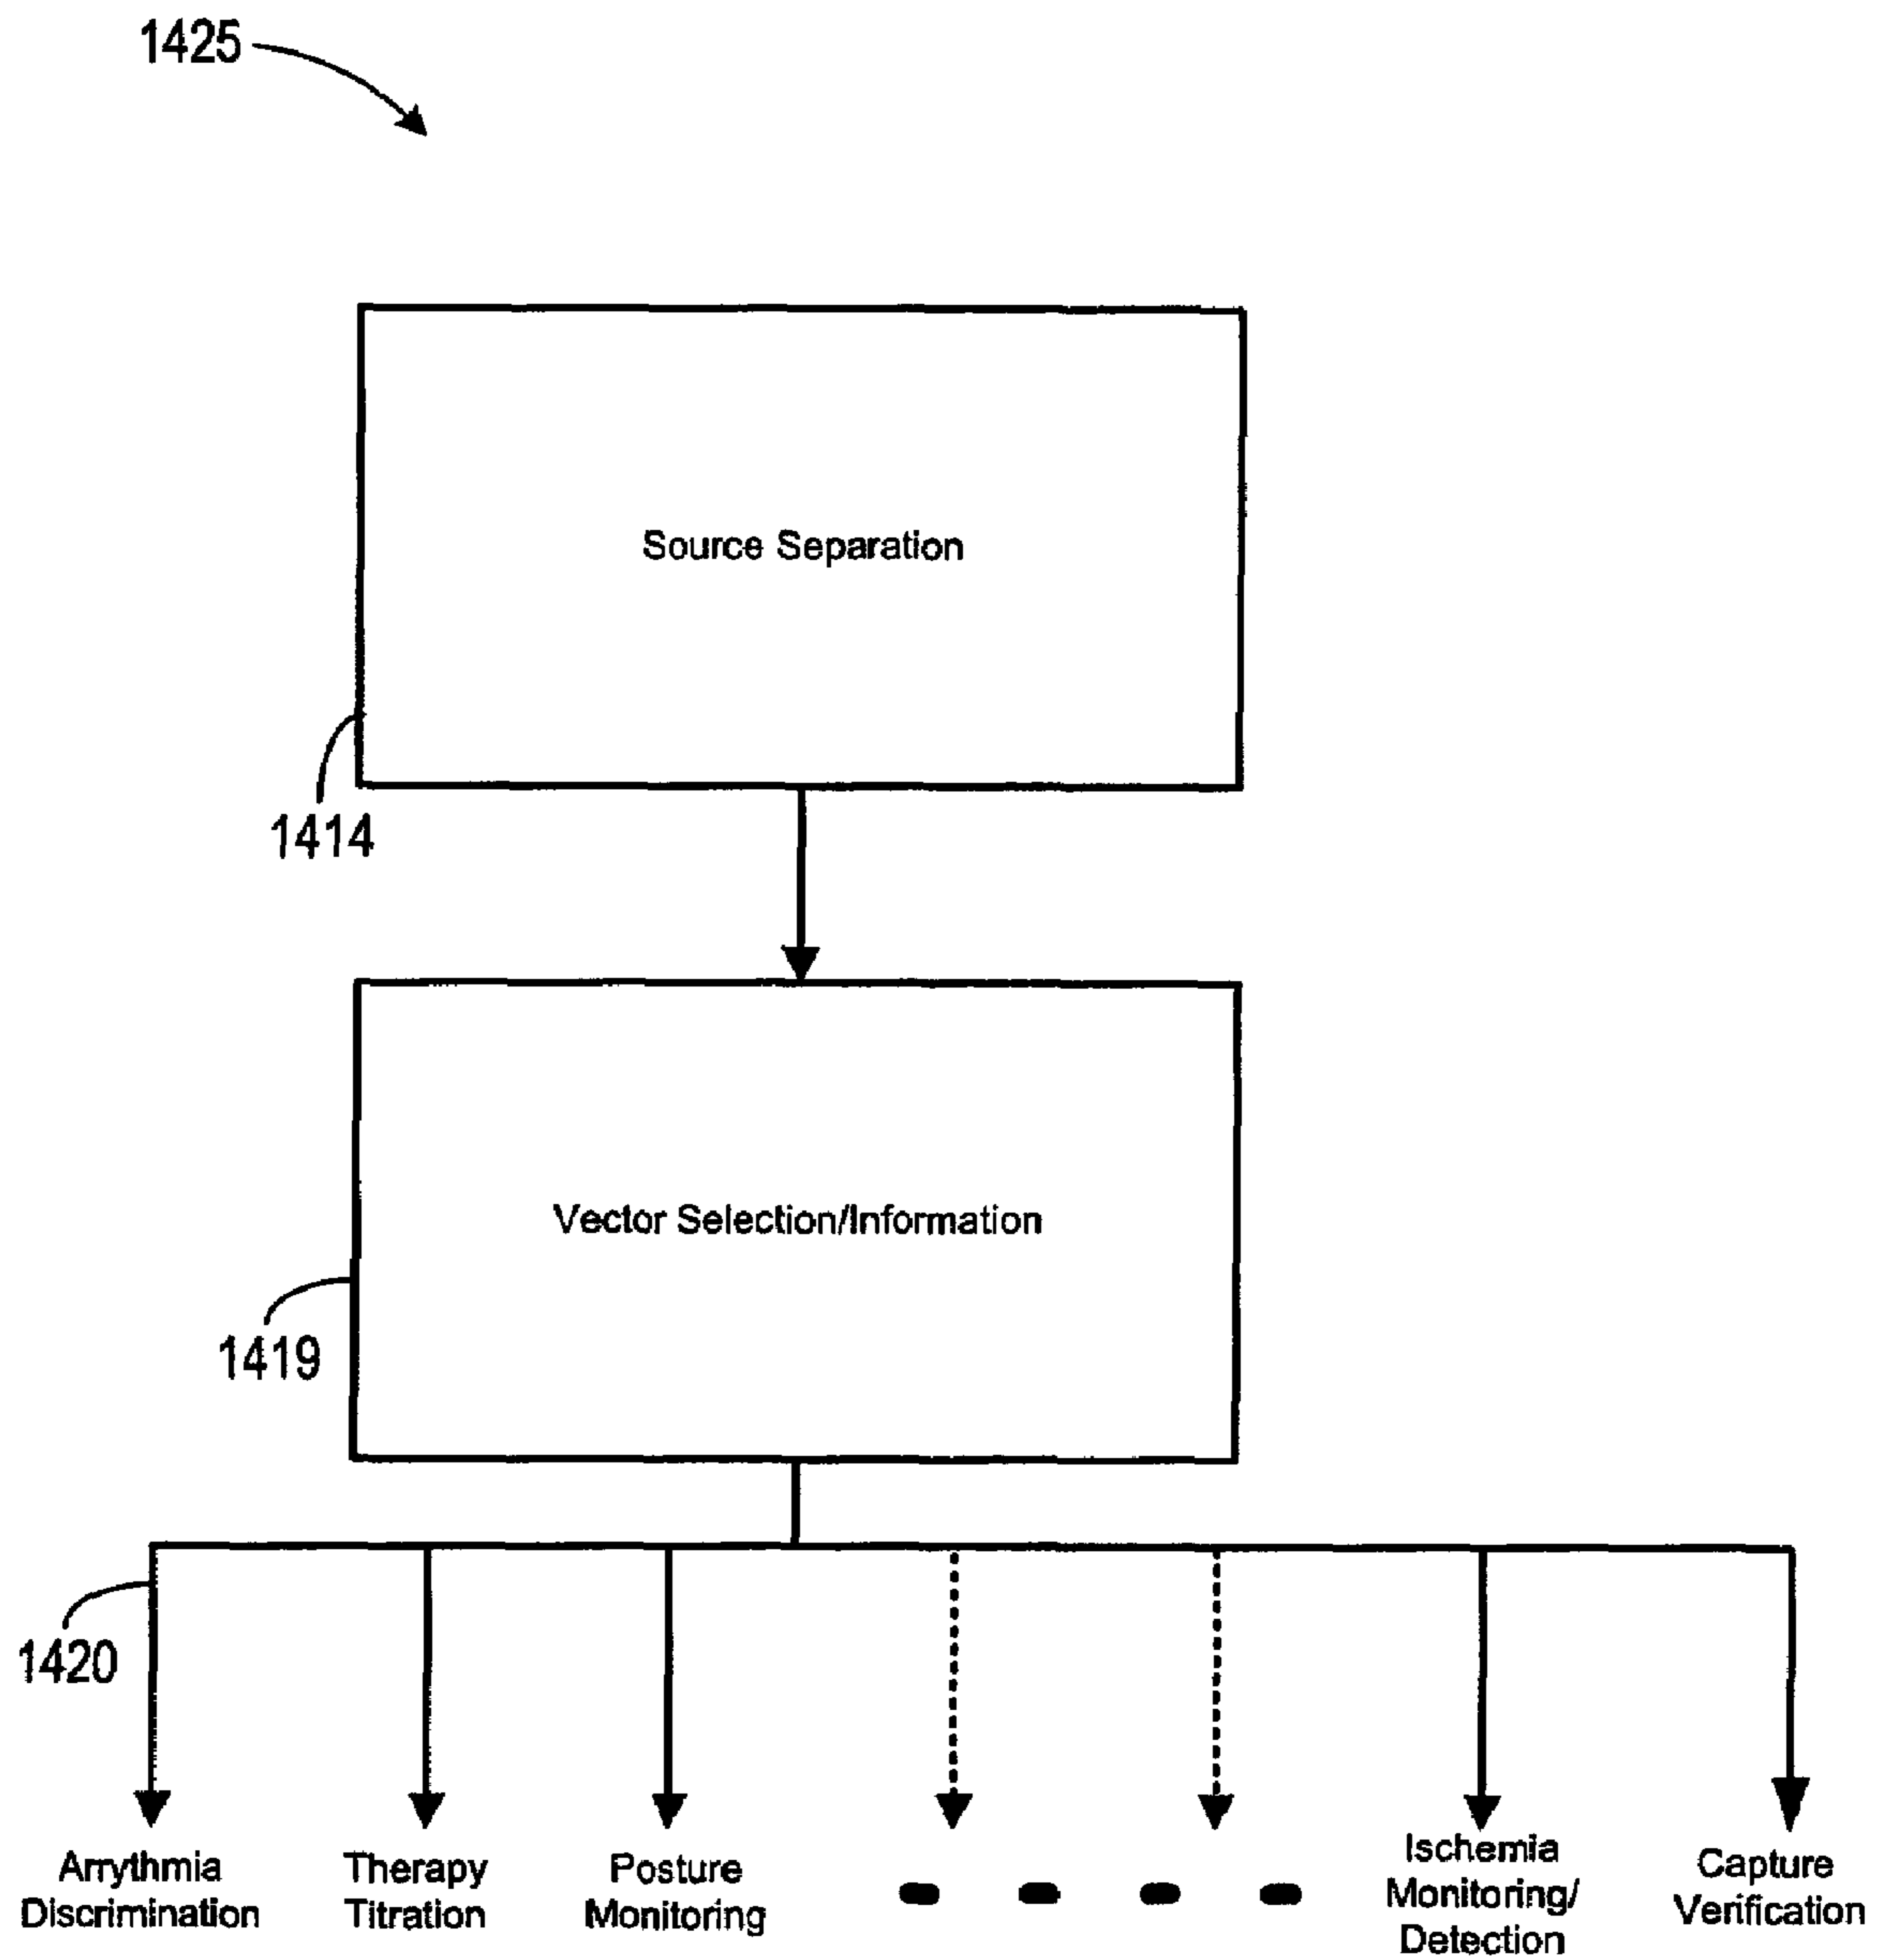 1425
Source Separation
1414
Vector Selection/Information
1419
1420
Arrythmia
Discrimination
Therapy
Titration
Posture
Monitoring
Ischemia
Monitoring/
Detection
Capture
Verification